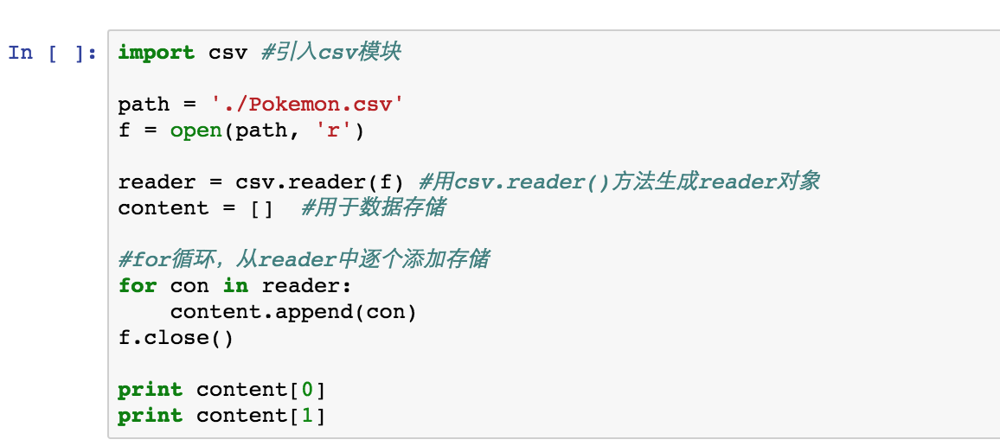 In [ ]:
import csv #引入csv模块
path = './Pokemon.csv'
f = open(path, 'r')
reader = csv.reader(f) #用csv.reader()方法生成reader对象
content = []  #用于数据存储
#for循环，从reader中逐个添加存储
for con in reader:
    content.append(con)
f.close()
print content[0]
print content[1]